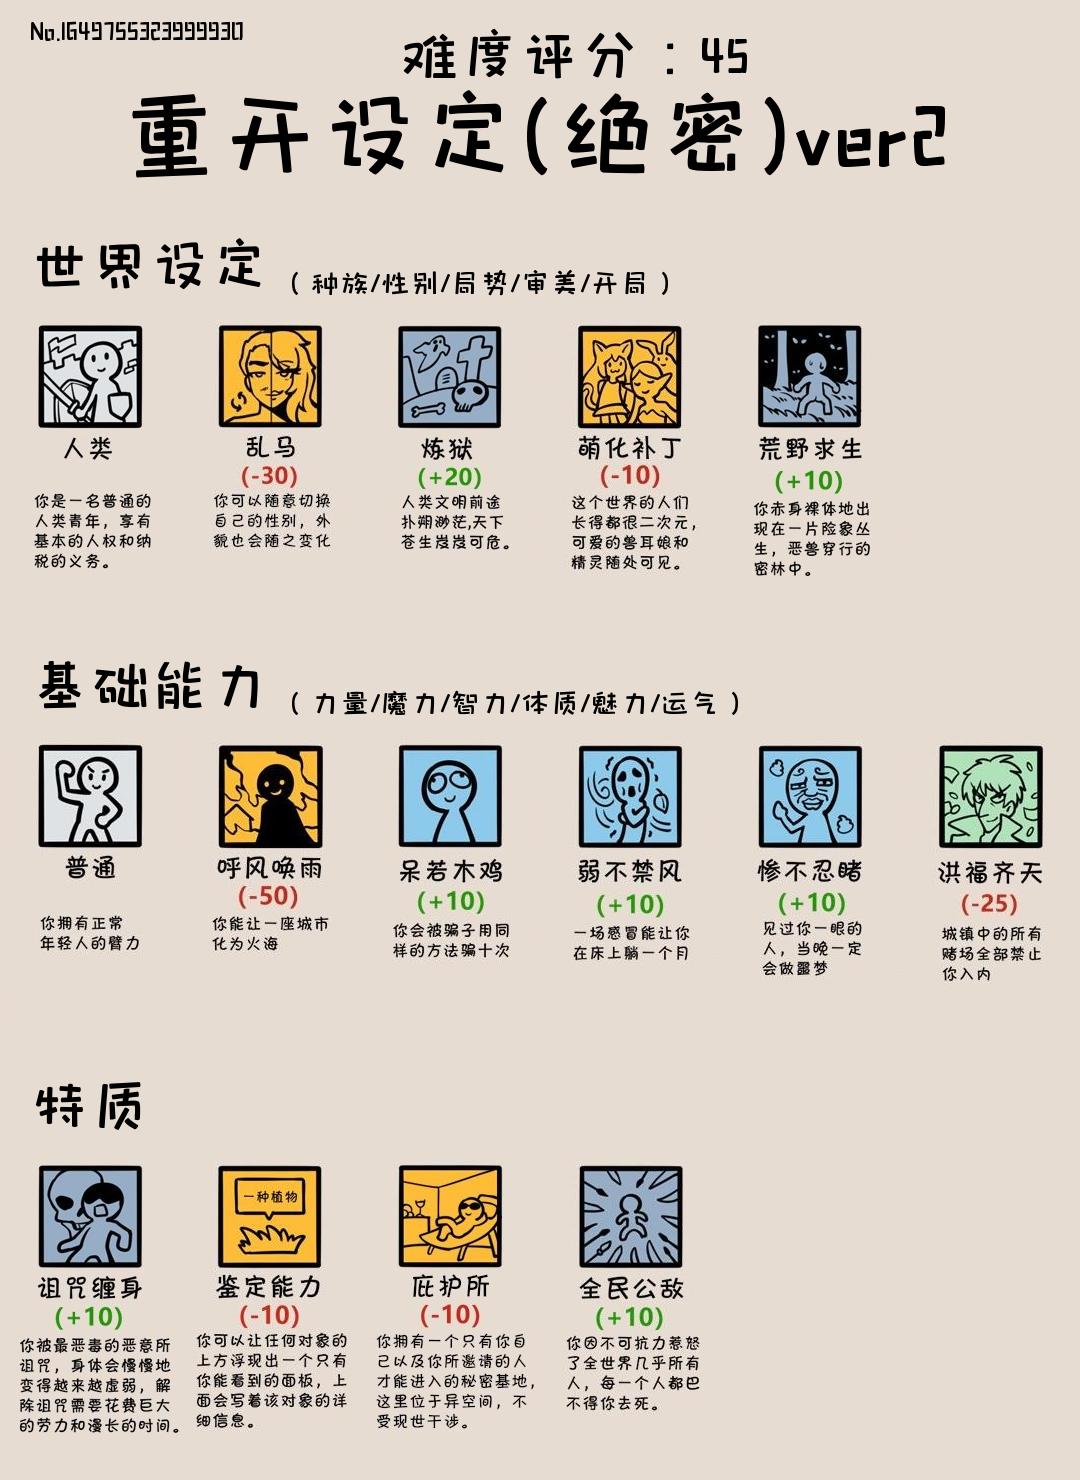 No.1649755323999930
难度评分：45
重开设定(绝密)ver2
世界设定 ( 种族/性别/局势/审美/开局 )
人类
你是一名普通的
人类青年，享有
基本的人权和纳
税的义务。
乱马
(-30)
你可以随意切换
自己的性别，外
貌也会随之变化
炼狱
(+20)
人类文明前途
扑朔渺茫,天下
苍生岌岌可危。
萌化补丁
(-10)
这个世界的人们
长得都很二次元，
可爱的兽耳娘和
精灵随处可见。
荒野求生
(+10)
你赤身裸体地出
现在一片险象丛
生，恶兽穿行的
密林中。
基础能力 ( 力量/魔力/智力/体质/魅力/运气 )
普通
你拥有正常
年轻人的臂力
呼风唤雨
(-50)
你能让一座城市
化为火海
呆若木鸡
(+10)
你会被骗子用同
样的方法骗十次
弱不禁风
(+10)
一场感冒能让你
在床上躺一个月
惨不忍睹
(+10)
见过你一眼的
人，当晚一定
会做噩梦
洪福齐天
(-25)
城镇中的所有
赌场全部禁止
你入内
特质
诅咒缠身
(+10)
你被最恶毒的恶意所
诅咒，身体会慢慢地
变得越来越虚弱，解
除诅咒需要花费巨大
的劳力和漫长的时间。
一种植物
鉴定能力
(-10)
你可以让任何对象的
上方浮现出一个只有
你能看到的面板，上
面会写着该对象的详
细信息。
庇护所
(-10)
你拥有一个只有你自
己以及你所邀请的人
才能进入的秘密基地，
这里位于异空间，不
受现世干涉。
全民公敌
(+10)
你因不可抗力惹怒
了全世界几乎所有
人，每一个人都巴
不得你去死。